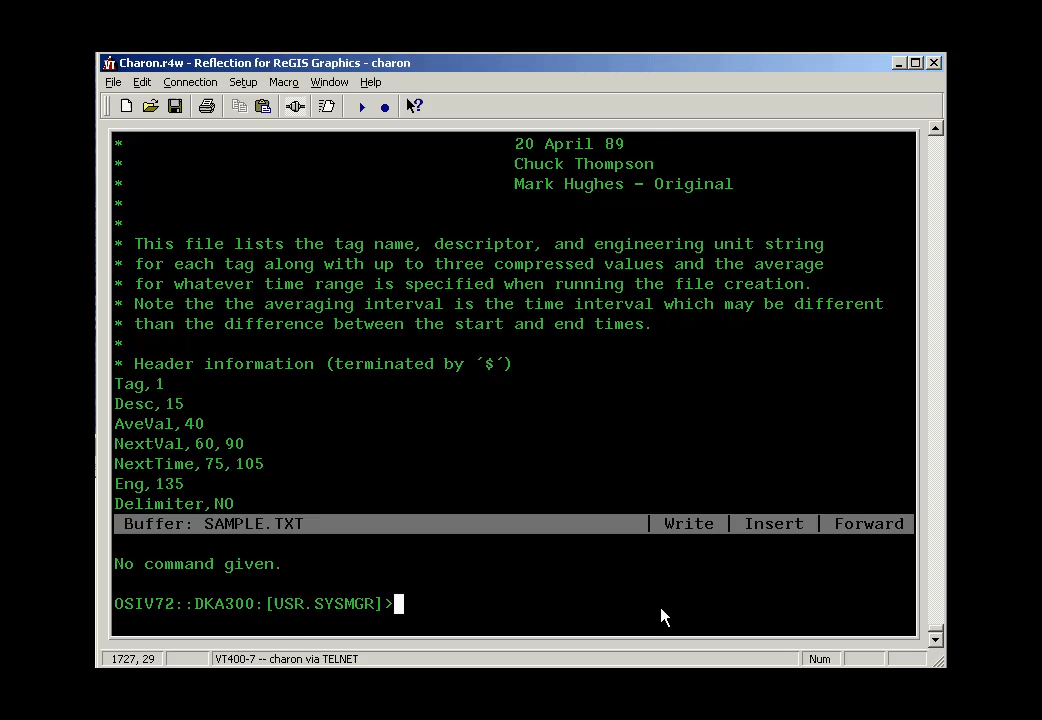 Charon.r4w - Reflection for ReGIS Graphics - charon
File Edit Connection Setup Macro Window Help
* 20 April 89
* Chuck Thompson
* Mark Hughes - Original
*
*
* This file lists the tag name, descriptor, and engineering unit string
* for each tag along with up to three compressed values and the average
* for whatever time range is specified when running the file creation.
* Note the the averaging interval is the time interval which may be different
* than the difference between the start and end times.
*
* Header information (terminated by ´$´)
Tag,1
Desc,15
AveVal,40
NextVal,60,90
NextTime,75,105
Eng,135
Delimiter,NO
Buffer: SAMPLE.TXT | Write | Insert | Forward
No command given.
OSIV72::DKA300:[USR.SYSMGR]>
1727, 29 VT400-7 -- charon via TELNET Num